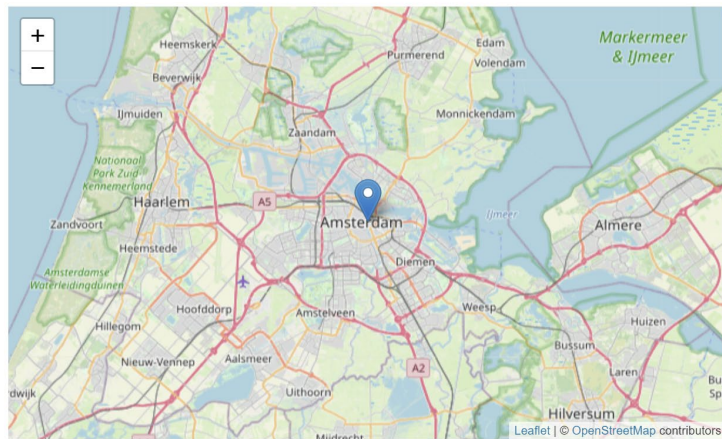 +
−
Markermeer
& IJmeer
Edam
Heemskerk
Purmerend
Volendam
Beverwijk
IJmuiden
Monnickendam
Zaandam
Nationaal
Park Zuid-
Kennemerland
Haarlem
A5
Amsterdam
IJmeer
Zandvoort
Almere
Heemstede
Diemen
Amsterdamse
Waterleidingduinen
Hoofddorp
Amstelveen
Weesp
Huizen
Hillegom
Bussum
Nieuw-Vennep
Aalsmeer
A2
Laren
Uithoorn
Hilversum
Mijdrecht
Leaflet | © OpenStreetMap contributors